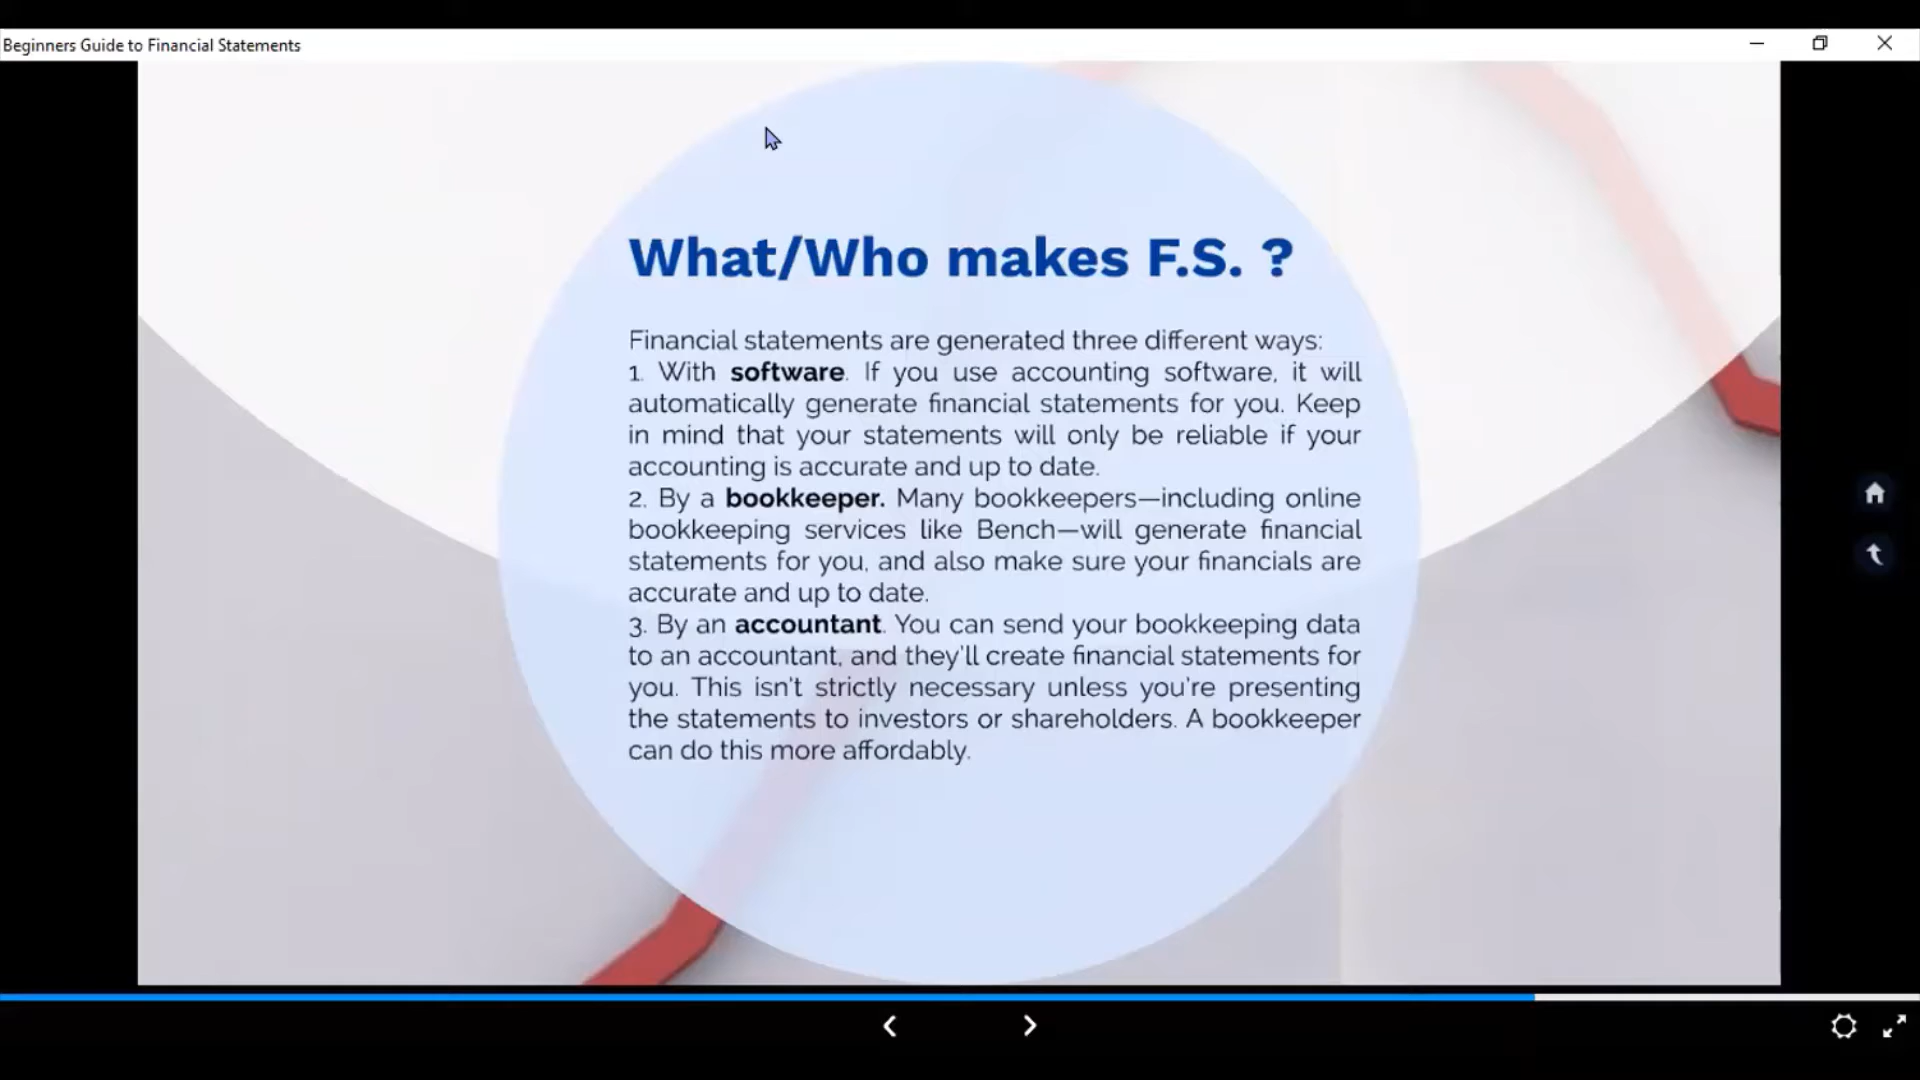 Beginners Guide to Financial Statements
What/Who makes F.S. ?
Financial statements are generated three different ways:
1. With software. If you use accounting software, it will
automatically generate financial statements for you. Keep
in mind that your statements will only be reliable if your
accounting is accurate and up to date.
2. By a bookkeeper. Many bookkeepers—including online
bookkeeping services like Bench—will generate financial
statements for you, and also make sure your financials are
accurate and up to date.
3. By an accountant. You can send your bookkeeping data
to an accountant, and they'll create financial statements for
you. This isn't strictly necessary unless you're presenting
the statements to investors or shareholders. A bookkeeper
can do this more affordably.